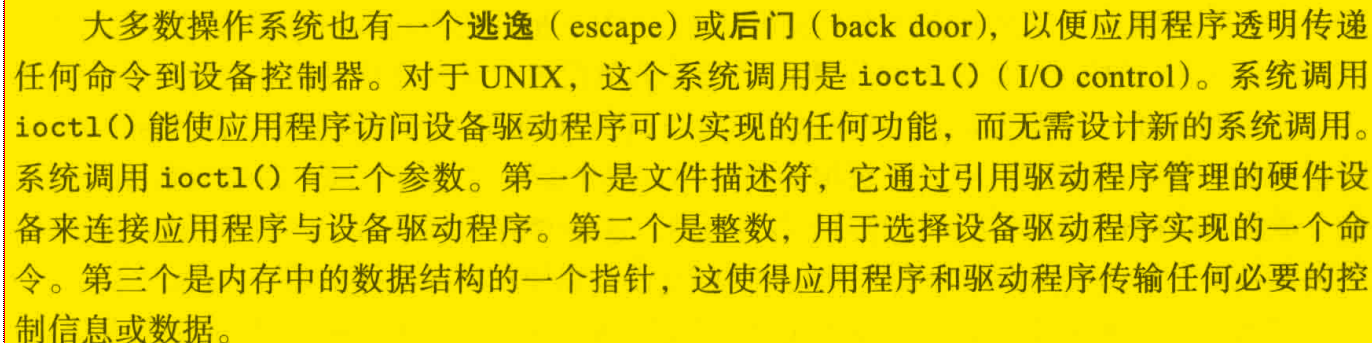 大多数操作系统也有一个逃逸（escape）或后门（back door），以便应用程序透明传递
任何命令到设备控制器。对于 UNIX，这个系统调用是 ioctl()（I/O control）。系统调用
ioctl() 能使应用程序访问设备驱动程序可以实现的任何功能，而无需设计新的系统调用。
系统调用 ioctl() 有三个参数。第一个是文件描述符，它通过引用驱动程序管理的硬件设
备来连接应用程序与设备驱动程序。第二个是整数，用于选择设备驱动程序实现的一个命
令。第三个是内存中的数据结构的一个指针，这使得应用程序和驱动程序传输任何必要的控
制信息或数据。